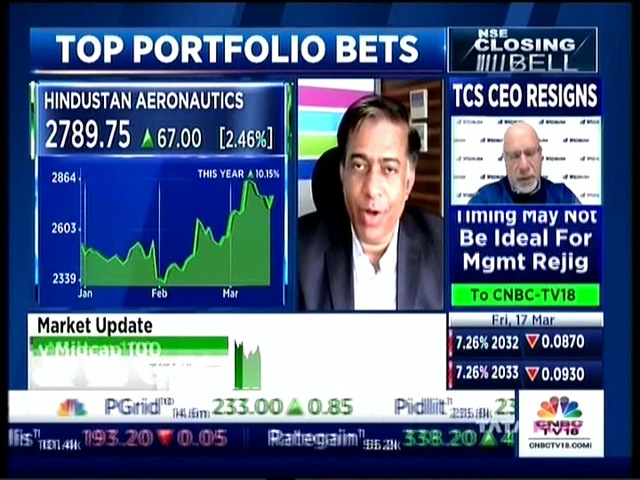 TOP PORTFOLIO BETS
NSE
CLOSING
BELL
HINDUSTAN AERONAUTICS
2789.75 ▲ 67.00 [2.46%]
THIS YEAR ▲ 10.15%
2864
2603
2339
Jan Feb Mar
TCS CEO RESIGNS
Timing May Not
Be Ideal For
Mgmt Rejig
To CNBC-TV18
Fri, 17 Mar
7.26% 2032 ▼ 0.0870
7.26% 2033 ▼ 0.0930
Market Update
PGrid 14.6m 233.00 ▲ 0.85 Pidilit
193.20 ▼ 0.05 Rategain 338.20 ▲
CNBC
TV18
CNBCTV18.COM